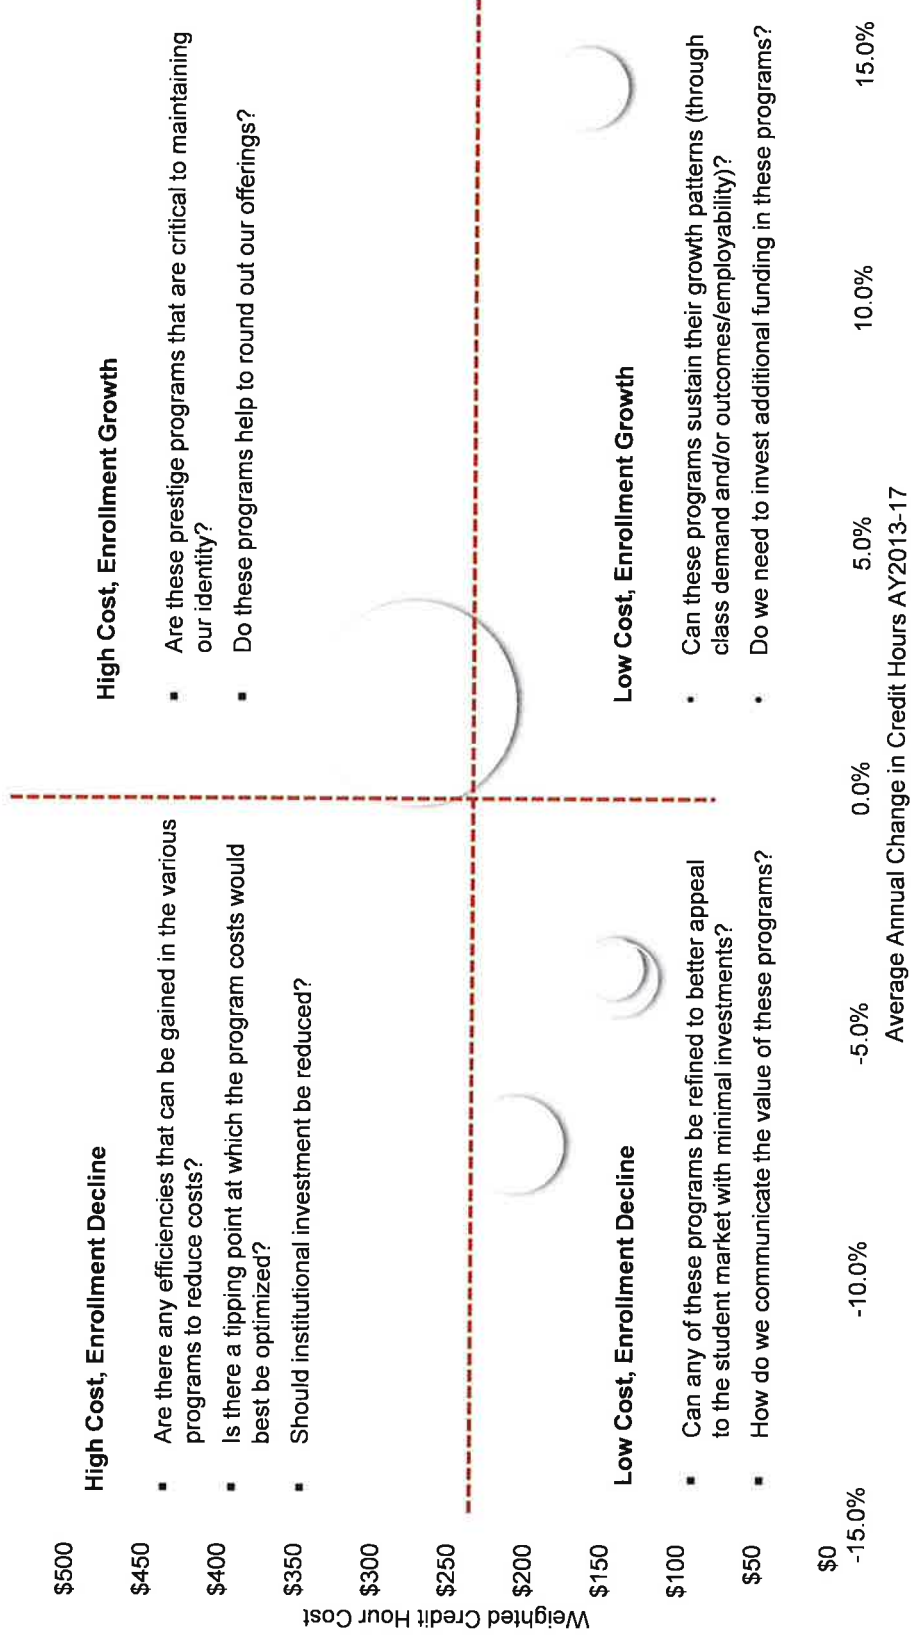 High Cost, Enrollment Decline
▪ Are there any efficiencies that can be gained in the various
programs to reduce costs?
▪ Is there a tipping point at which the program costs would
best be optimized?
▪ Should institutional investment be reduced?
High Cost, Enrollment Growth
▪ Are these prestige programs that are critical to maintaining
our identity?
▪ Do these programs help to round out our offerings?
Low Cost, Enrollment Decline
▪ Can any of these programs be refined to better appeal
to the student market with minimal investments?
▪ How do we communicate the value of these programs?
Low Cost, Enrollment Growth
• Can these programs sustain their growth patterns (through
class demand and/or outcomes/employability)?
• Do we need to invest additional funding in these programs?
Weighted Credit Hour Cost
$500
$450
$400
$350
$300
$250
$200
$150
$100
$50
$0
-15.0%
-10.0%
-5.0%
0.0%
5.0%
10.0%
15.0%
Average Annual Change in Credit Hours AY2013-17